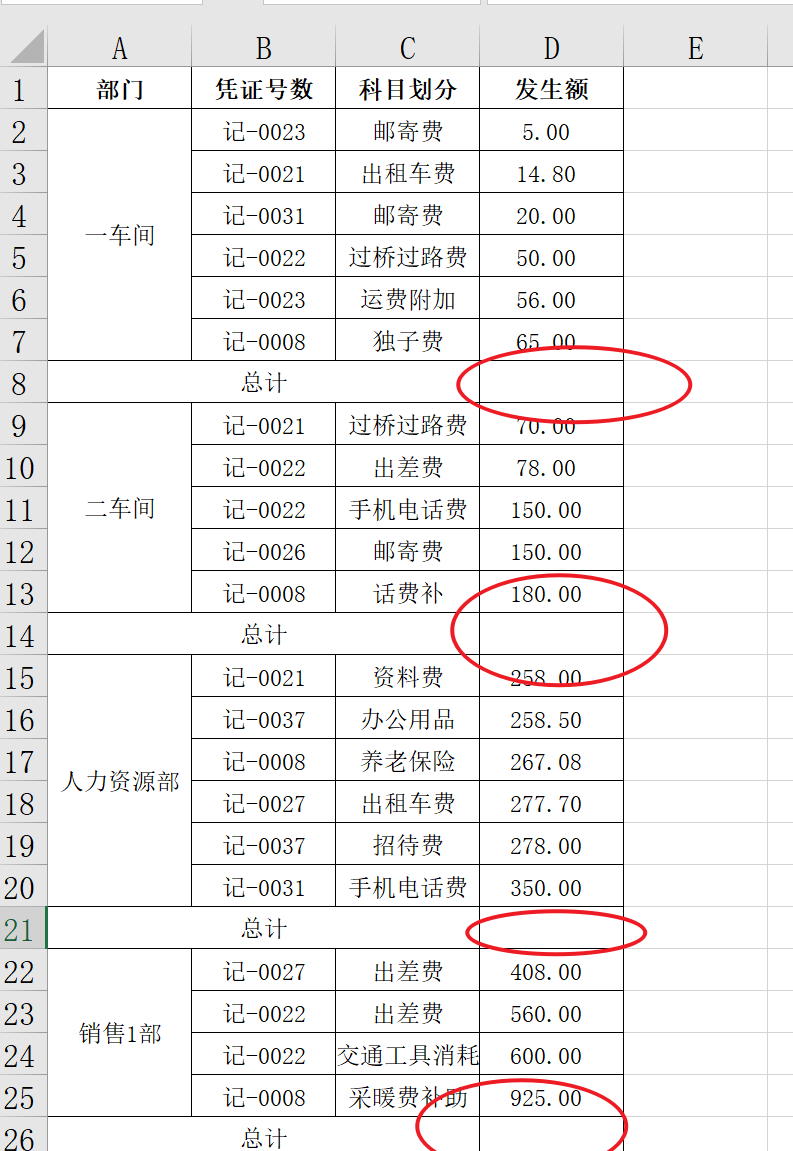 A B C D E
1 部门 凭证号数 科目划分 发生额
2 记-0023 邮寄费 5.00
3 记-0021 出租车费 14.80
4 一车间 记-0031 邮寄费 20.00
5 记-0022 过桥过路费 50.00
6 记-0023 运费附加 56.00
7 记-0008 独子费 65.00
8 总计
9 记-0021 过桥过路费 70.00
10 记-0022 出差费 78.00
11 二车间 记-0022 手机电话费 150.00
12 记-0026 邮寄费 150.00
13 记-0008 话费补 180.00
14 总计
15 记-0021 资料费 258.00
16 记-0037 办公用品 258.50
17 人力资源部 记-0008 养老保险 267.08
18 记-0027 出租车费 277.70
19 记-0037 招待费 278.00
20 记-0031 手机电话费 350.00
21 总计
22 记-0027 出差费 408.00
23 销售1部 记-0022 出差费 560.00
24 记-0022 交通工具消耗 600.00
25 记-0008 采暖费补助 925.00
26 总计